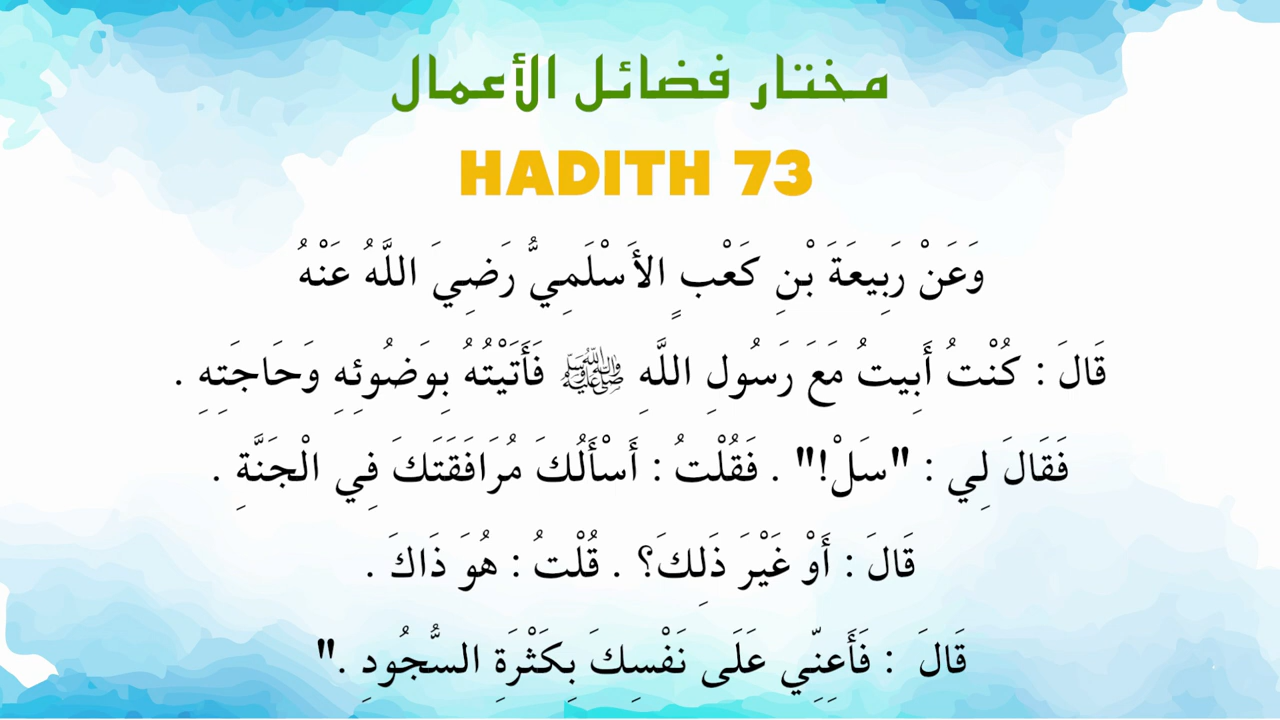 مختار فضائل الأعمال
HADITH 73
وَعَنْ رَبِيعَةَ بْنِ كَعْبٍ الأَسْلَمِيُّ رَضِيَ اللَّهُ عَنْهُ
قَالَ : كُنْتُ أَبِيتُ مَعَ رَسُولِ اللَّهِ ﷺ فَأَتَيْتُهُ بِوَضُوئِهِ وَحَاجَتِهِ .
فَقَالَ لِي : "سَلْ!" . فَقُلْتُ : أَسْأَلُكَ مُرَافَقَتَكَ فِي الْجَنَّةِ .
قَالَ : أَوْ غَيْرَ ذَلِكَ؟ . قُلْتُ : هُوَ ذَاكَ .
قَالَ : فَأَعِنِّي عَلَى نَفْسِكَ بِكَثْرَةِ السُّجُودِ ."